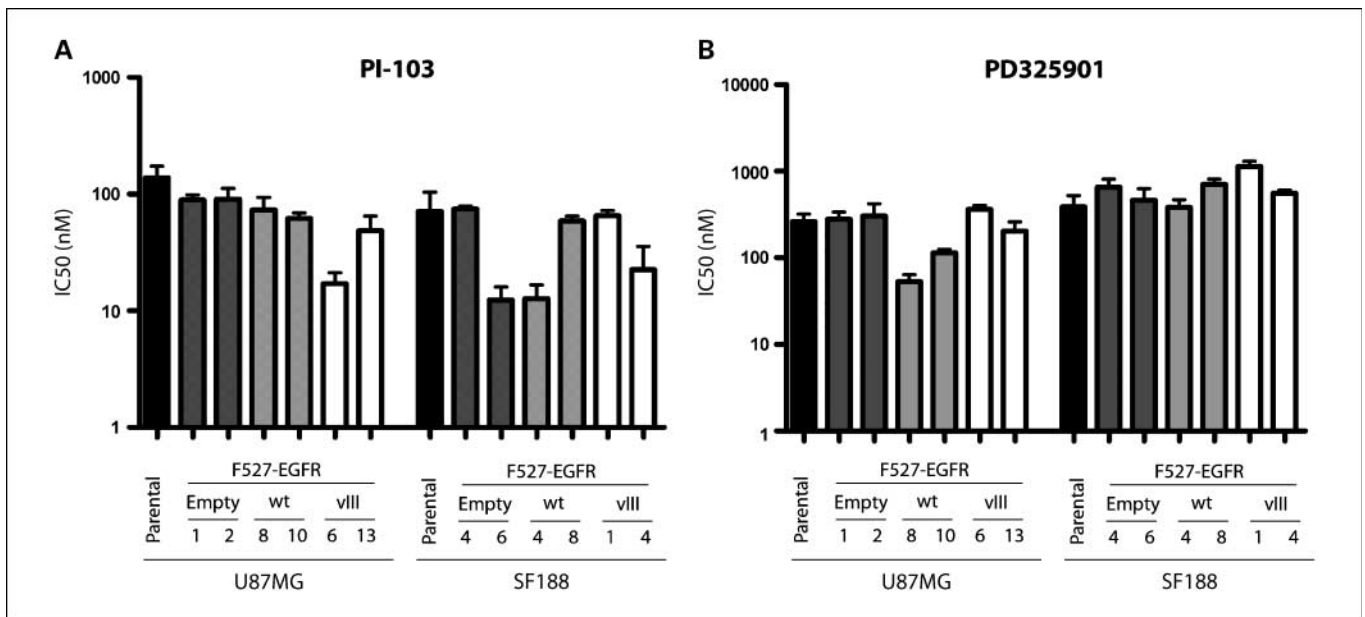 A
PI-103
1000
100
10
1
IC50 (nM)
Parental
F527-EGFR
Empty wt vIII
1 2 8 10 6 13
U87MG
Parental
F527-EGFR
Empty wt vIII
4 6 4 8 1 4
SF188
B
PD325901
10000
1000
100
10
1
IC50 (nM)
Parental
F527-EGFR
Empty wt vIII
1 2 8 10 6 13
U87MG
Parental
F527-EGFR
Empty wt vIII
4 6 4 8 1 4
SF188